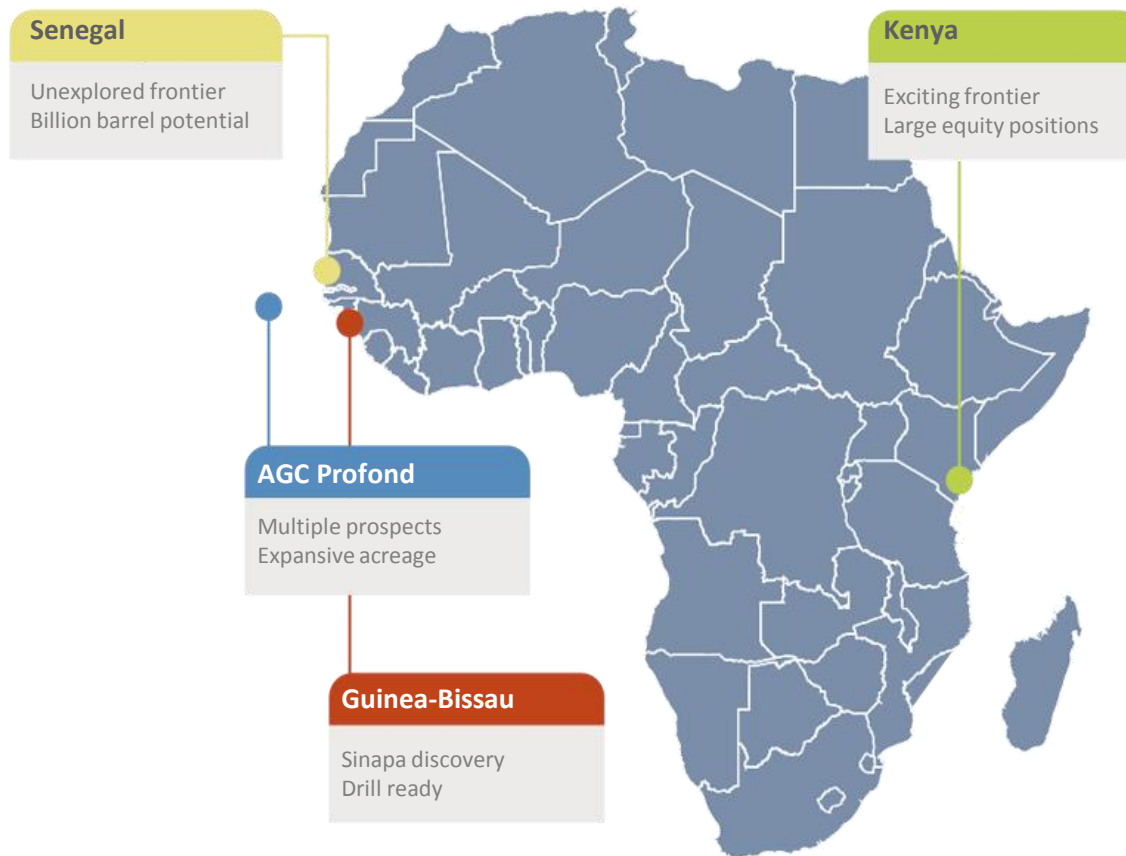 Senegal
Unexplored frontier
Billion barrel potential
Kenya
Exciting frontier
Large equity positions
AGC Profond
Multiple prospects
Expansive acreage
Guinea-Bissau
Sinapa discovery
Drill ready